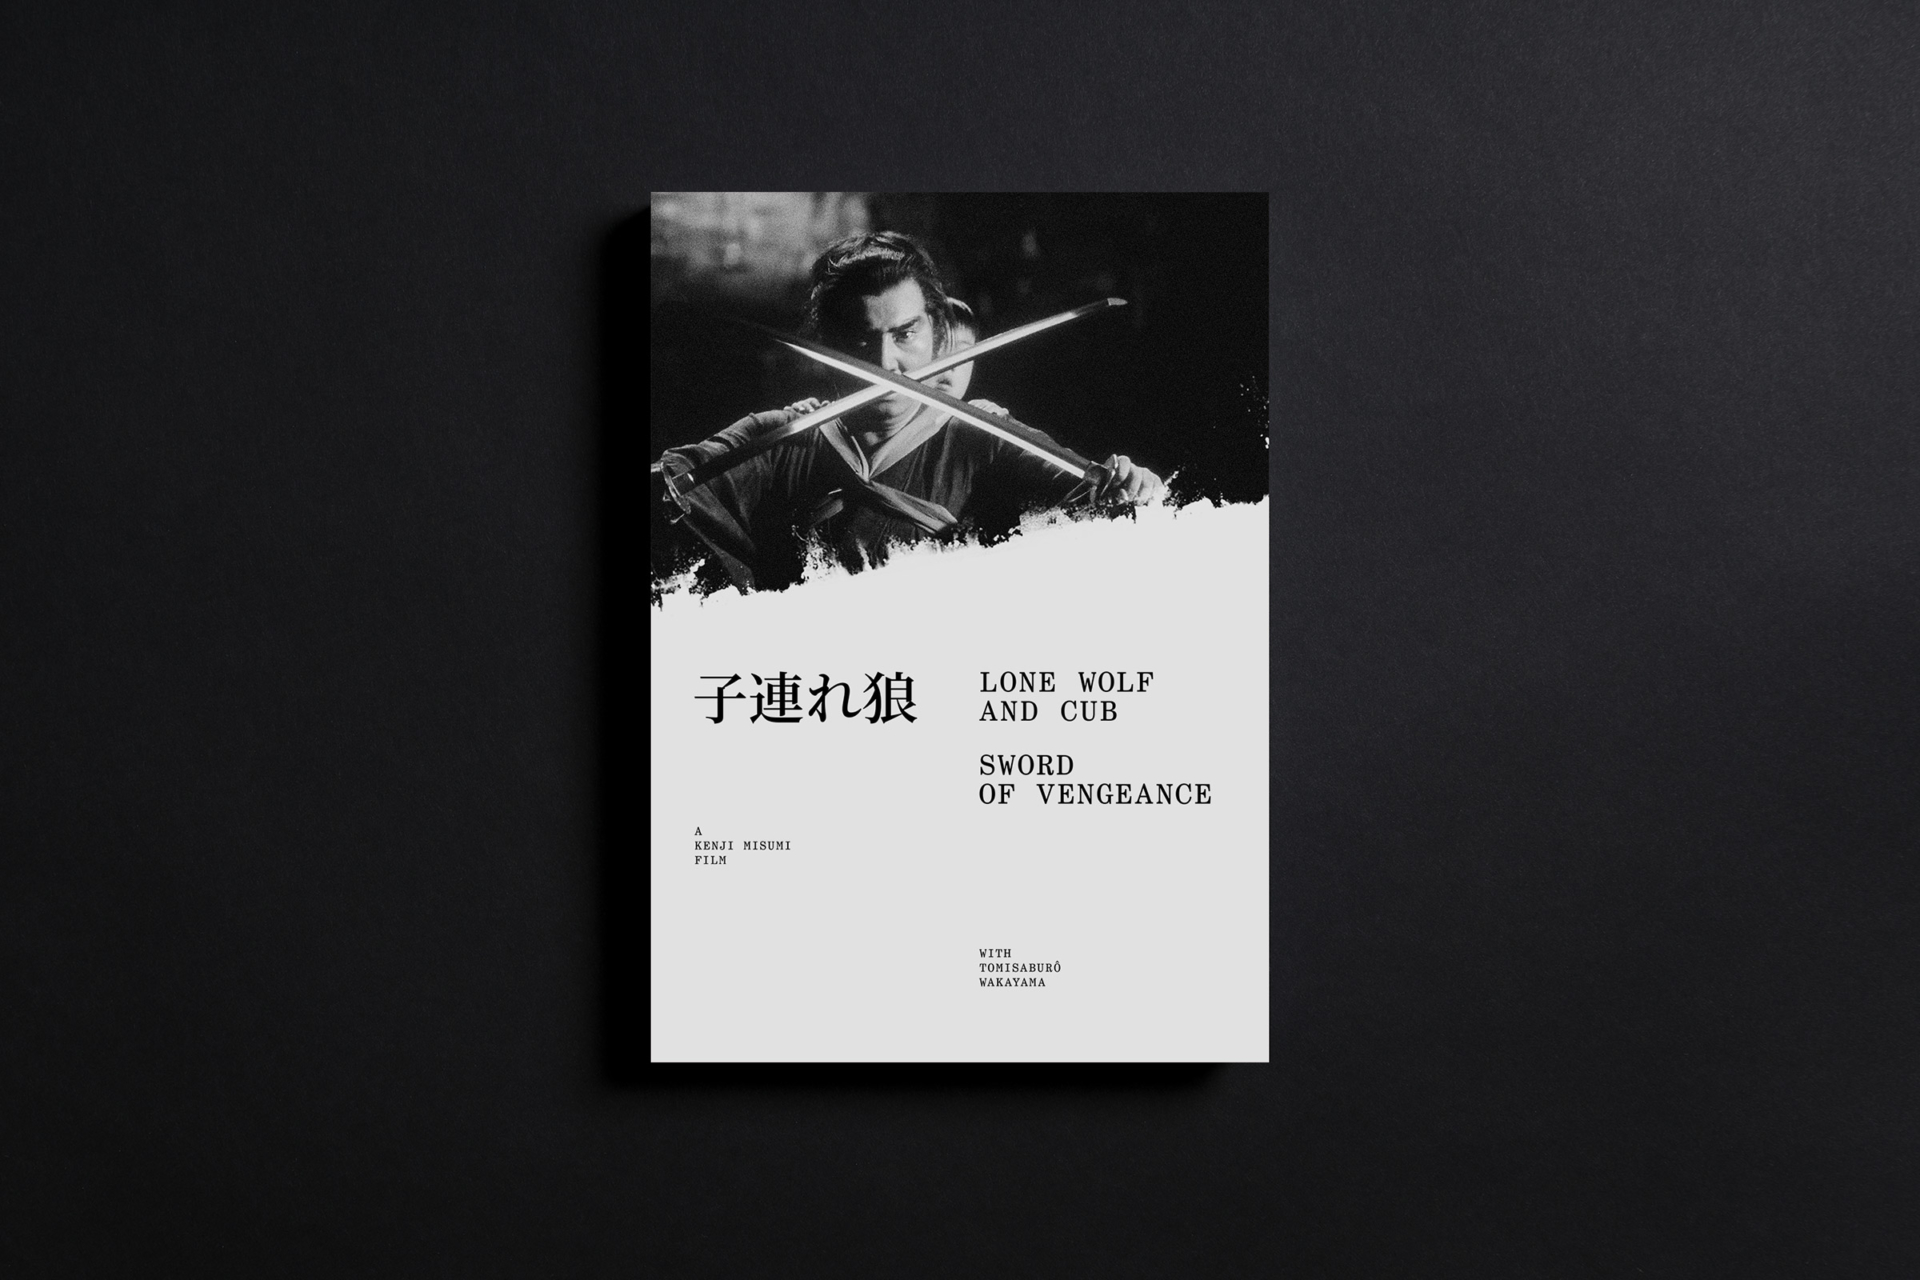 子連れ狼
LONE WOLF
AND CUB
SWORD
OF VENGEANCE
A
KENJI MISUMI
FILM
WITH
TOMISABURÔ
WAKAYAMA